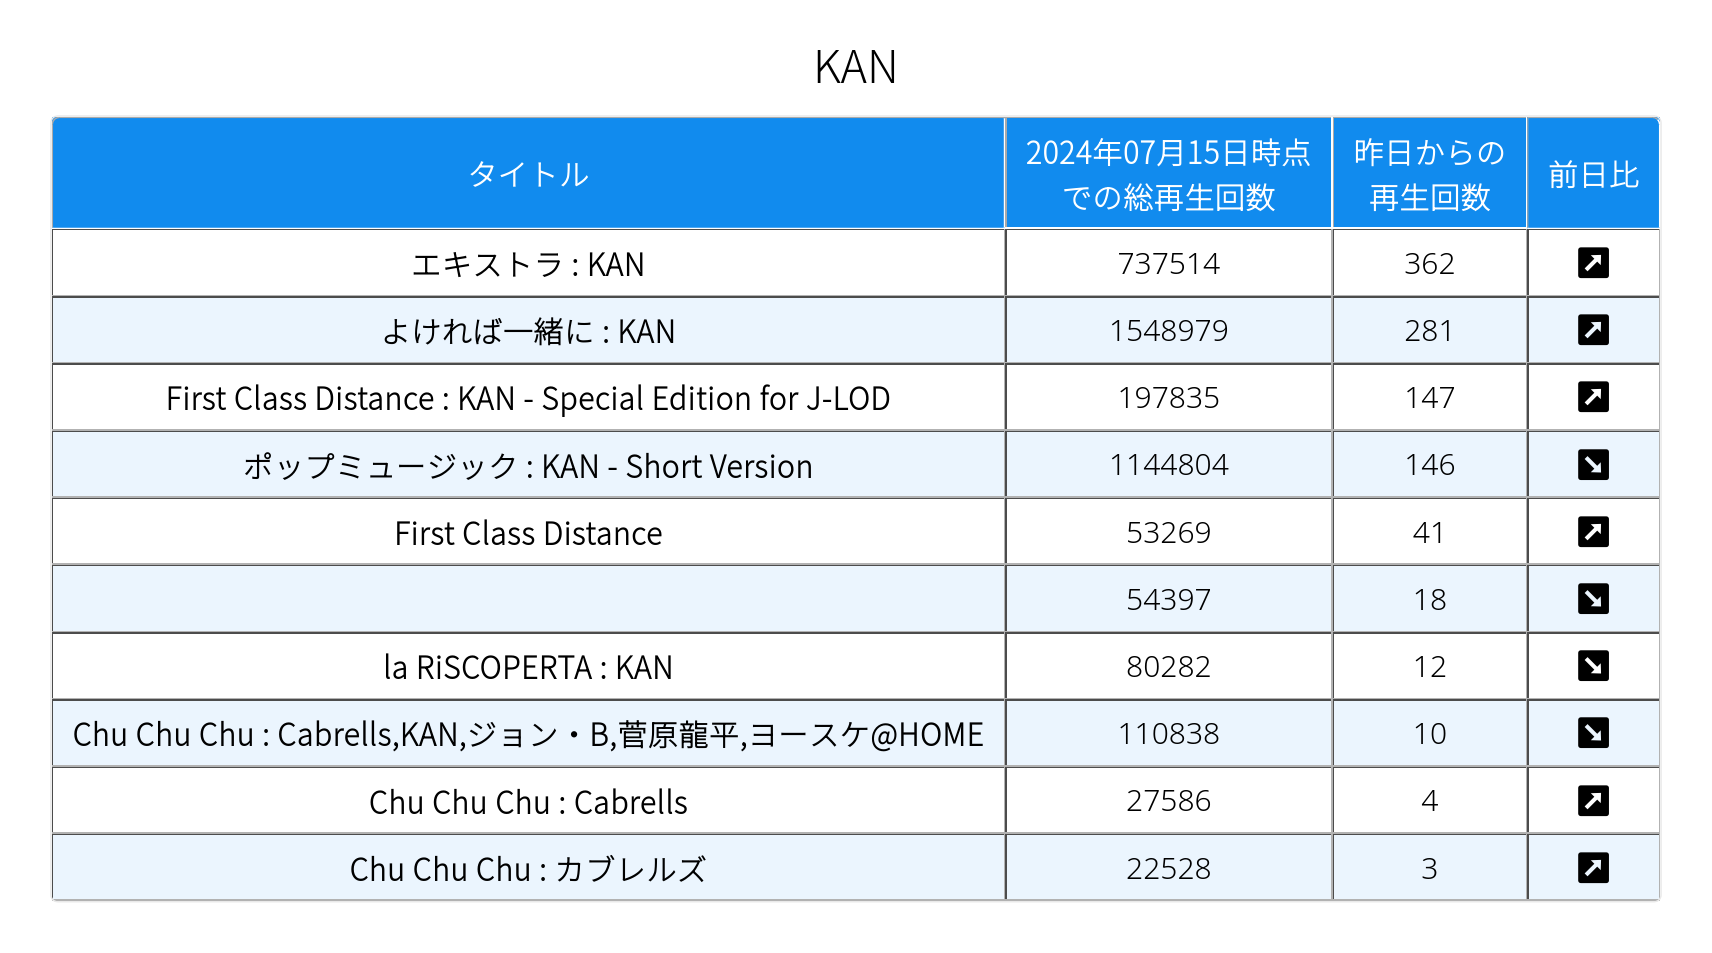 KAN
タイトル 2024年07月15日時点での総再生回数 昨日からの再生回数 前日比
エキストラ : KAN 737514 362
よければ一緒に : KAN 1548979 281
First Class Distance : KAN - Special Edition for J-LOD 197835 147
ポップミュージック : KAN - Short Version 1144804 146
First Class Distance 53269 41
54397 18
la RiSCOPERTA : KAN 80282 12
Chu Chu Chu : Cabrells,KAN,ジョン・B,菅原龍平,ヨースケ@HOME 110838 10
Chu Chu Chu : Cabrells 27586 4
Chu Chu Chu : カブレルズ 22528 3